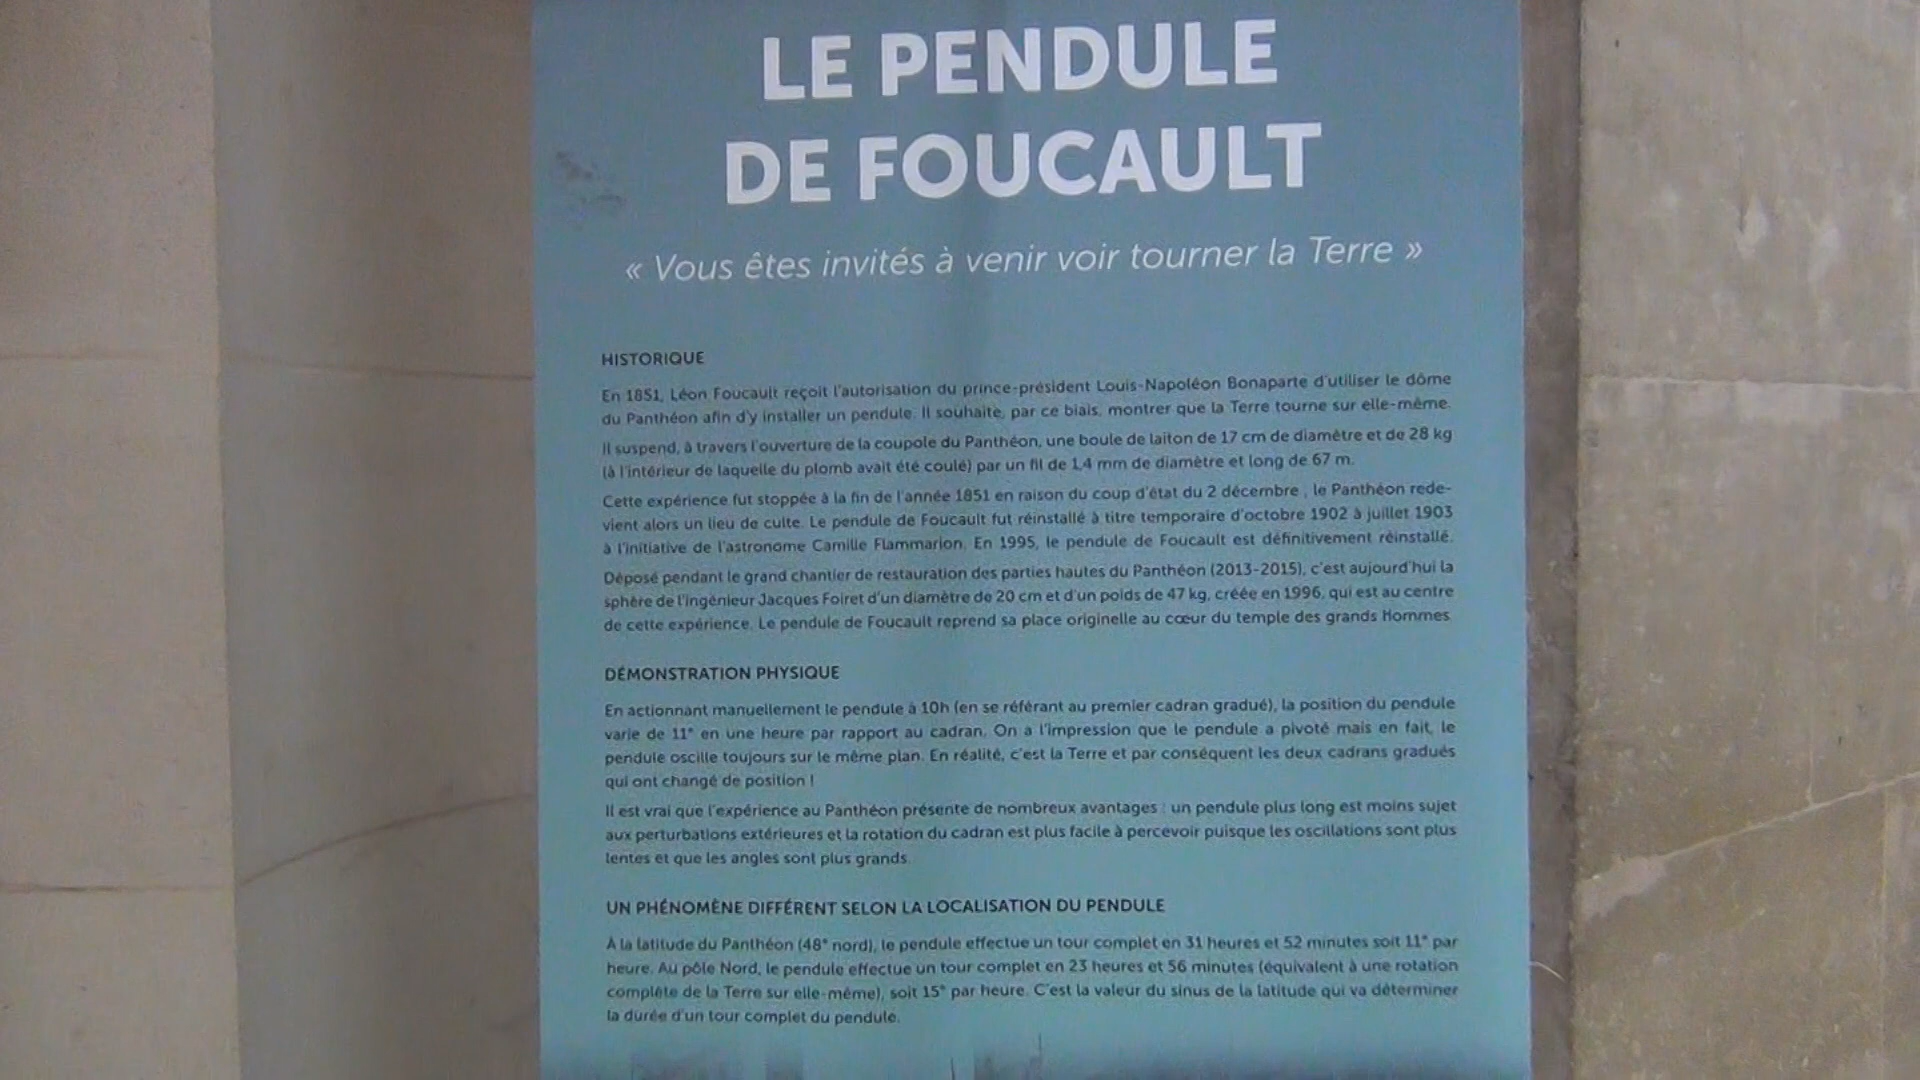 LE PENDULE
DE FOUCAULT
« Vous êtes invités à venir voir tourner la Terre »
HISTORIQUE
En 1851, Léon Foucault reçoit l'autorisation du prince-président Louis-Napoléon Bonaparte d'utiliser le dôme
du Panthéon afin d'y installer un pendule. Il souhaite, par ce biais, montrer que la Terre tourne sur elle-même.
Il suspend, à travers l'ouverture de la coupole du Panthéon, une boule de laiton de 17 cm de diamètre et de 28 kg
(à l'intérieur de laquelle du plomb avait été coulé) par un fil de 1,4 mm de diamètre et long de 67 m.
Cette expérience fut stoppée à la fin de l'année 1851 en raison du coup d'état du 2 décembre , le Panthéon rede-
vient alors un lieu de culte. Le pendule de Foucault fut réinstallé à titre temporaire d'octobre 1902 à juillet 1903
à l'initiative de l'astronome Camille Flammarion. En 1995, le pendule de Foucault est définitivement réinstallé.
Déposé pendant le grand chantier de restauration des parties hautes du Panthéon (2013-2015), c'est aujourd'hui la
sphère de l'ingénieur Jacques Foiret d'un diamètre de 20 cm et d'un poids de 47 kg, créée en 1996, qui est au centre
de cette expérience. Le pendule de Foucault reprend sa place originelle au cœur du temple des grands Hommes.
DÉMONSTRATION PHYSIQUE
En actionnant manuellement le pendule à 10h (en se référant au premier cadran gradué), la position du pendule
varie de 11° en une heure par rapport au cadran. On a l'impression que le pendule a pivoté mais en fait, le
pendule oscille toujours sur le même plan. En réalité, c'est la Terre et par conséquent les deux cadrans gradués
qui ont changé de position !
Il est vrai que l'expérience au Panthéon présente de nombreux avantages : un pendule plus long est moins sujet
aux perturbations extérieures et la rotation du cadran est plus facile à percevoir puisque les oscillations sont plus
lentes et que les angles sont plus grands.
UN PHÉNOMÈNE DIFFÉRENT SELON LA LOCALISATION DU PENDULE
À la latitude du Panthéon (48° nord), le pendule effectue un tour complet en 31 heures et 52 minutes soit 11° par
heure. Au pôle Nord, le pendule effectue un tour complet en 23 heures et 56 minutes (équivalent à une rotation
complète de la Terre sur elle-même), soit 15° par heure. C'est la valeur du sinus de la latitude qui va déterminer
la durée d'un tour complet du pendule.